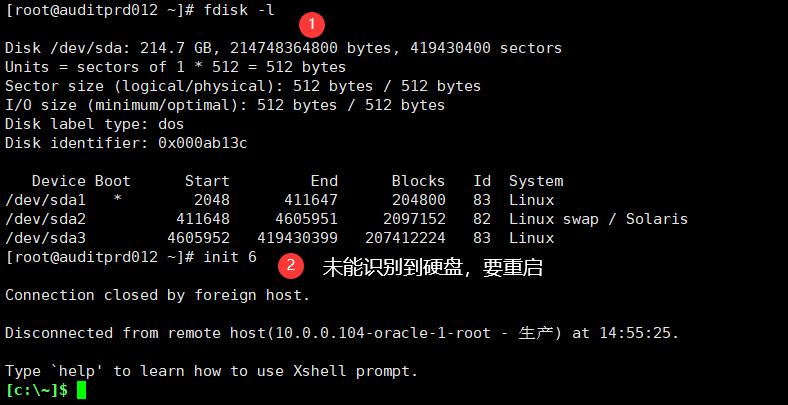 [root@auditprd012 ~]# fdisk -l
1
Disk /dev/sda: 214.7 GB, 214748364800 bytes, 419430400 sectors
Units = sectors of 1 * 512 = 512 bytes
Sector size (logical/physical): 512 bytes / 512 bytes
I/O size (minimum/optimal): 512 bytes / 512 bytes
Disk label type: dos
Disk identifier: 0x000ab13c
Device Boot      Start         End      Blocks   Id  System
/dev/sda1   *        2048      411647      204800   83  Linux
/dev/sda2          411648     4605951     2097152   82  Linux swap / Solaris
/dev/sda3         4605952   419430399   207412224   83  Linux
[root@auditprd012 ~]# init 6
2 未能识别到硬盘，要重启
Connection closed by foreign host.
Disconnected from remote host(10.0.0.104-oracle-1-root - 生产) at 14:55:25.
Type `help' to learn how to use Xshell prompt.
[c:\~]$